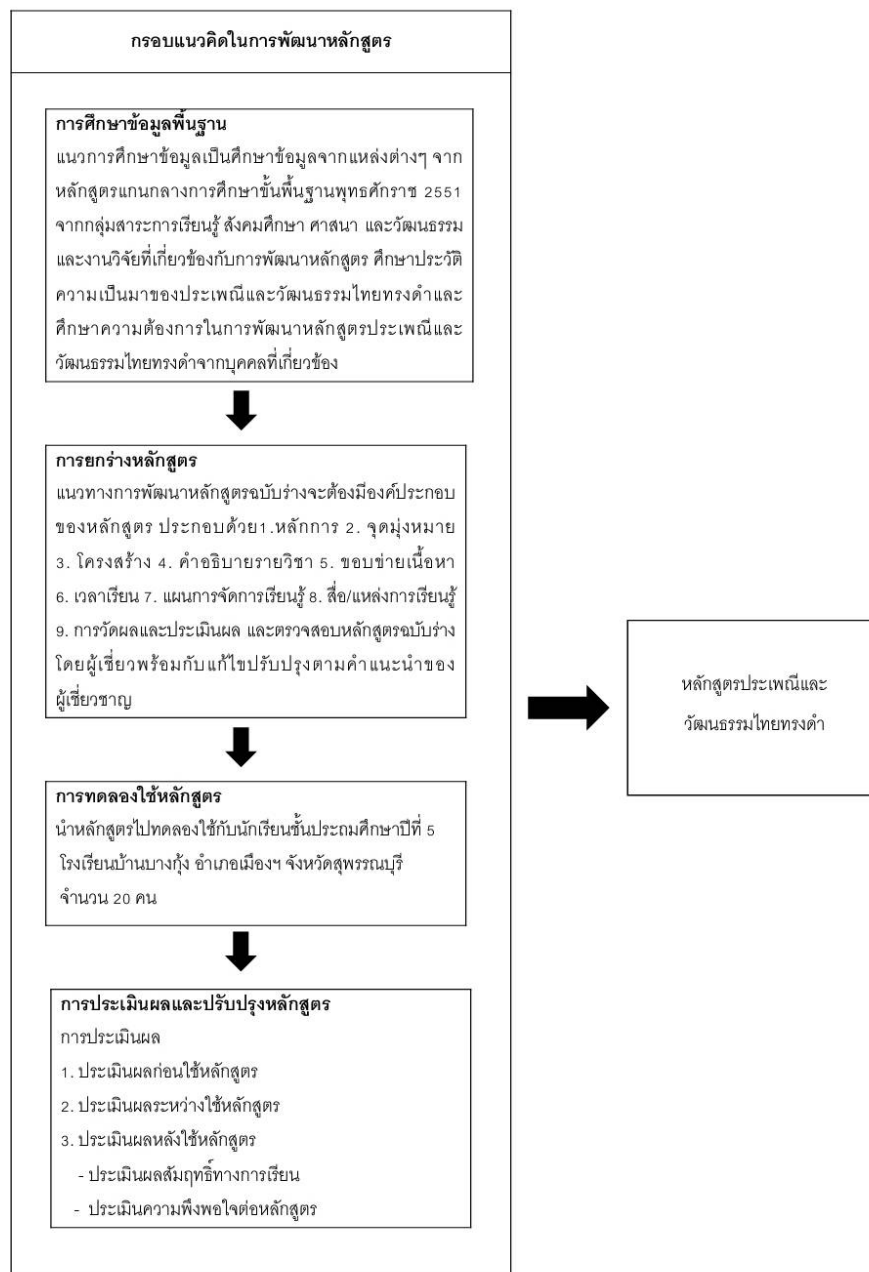 กรอบแนวคิดในการพัฒนาหลักสูตร
การศึกษาข้อมูลพื้นฐาน
แนวการศึกษาข้อมูลเป็นศึกษาข้อมูลจากแหล่งต่างๆ จาก
หลักสูตรแกนกลางการศึกษาขั้นพื้นฐานพุทธศักราช 2551
จากกลุ่มสาระการเรียนรู้ สังคมศึกษา ศาสนา และวัฒนธรรม
และงานวิจัยที่เกี่ยวข้องกับการพัฒนาหลักสูตร ศึกษาประวัติ
ความเป็นมาของประเพณีและวัฒนธรรมไทยทรงดำและ
ศึกษาความต้องการในการพัฒนาหลักสูตรประเพณีและ
วัฒนธรรมไทยทรงดำจากบุคคลที่เกี่ยวข้อง
การยกร่างหลักสูตร
แนวทางการพัฒนาหลักสูตรฉบับร่างจะต้องมีองค์ประกอบ
ของหลักสูตร ประกอบด้วย1.หลักการ 2. จุดมุ่งหมาย
3. โครงสร้าง 4. คำอธิบายรายวิชา 5. ขอบข่ายเนื้อหา
6. เวลาเรียน 7. แผนการจัดการเรียนรู้ 8. สื่อ/แหล่งการเรียนรู้
9. การวัดผลและประเมินผล และตรวจสอบหลักสูตรฉบับร่าง
โดยผู้เชี่ยวพร้อมกับแก้ไขปรับปรุงตามคำแนะนำของ
ผู้เชี่ยวชาญ
การทดลองใช้หลักสูตร
นำหลักสูตรไปทดลองใช้กับนักเรียนชั้นประถมศึกษาปีที่ 5
โรงเรียนบ้านบางกุ้ง อำเภอเมืองฯ จังหวัดสุพรรณบุรี
จำนวน 20 คน
การประเมินผลและปรับปรุงหลักสูตร
การประเมินผล
1. ประเมินผลก่อนใช้หลักสูตร
2. ประเมินผลระหว่างใช้หลักสูตร
3. ประเมินผลหลังใช้หลักสูตร
- ประเมินผลสัมฤทธิ์ทางการเรียน
- ประเมินความพึงพอใจต่อหลักสูตร
หลักสูตรประเพณีและ
วัฒนธรรมไทยทรงดำ